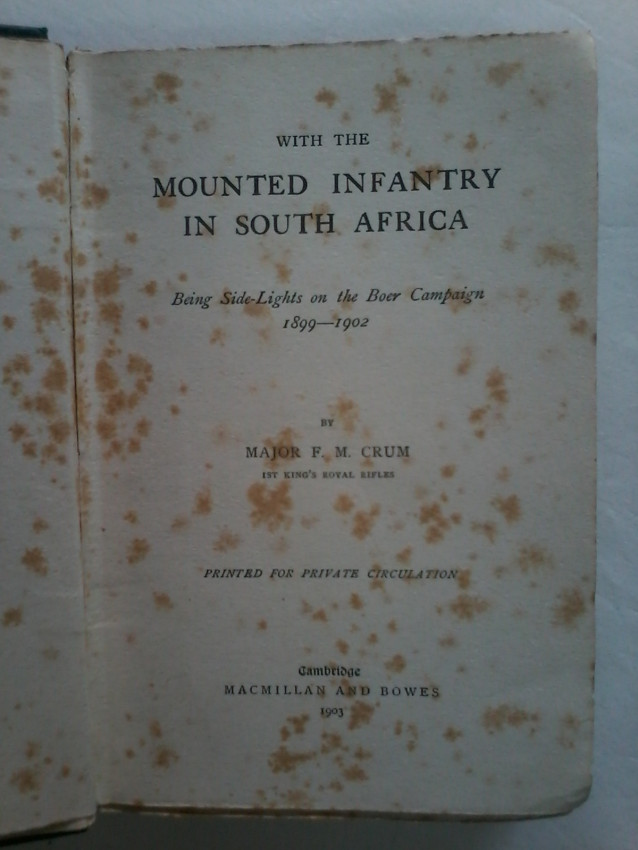 WITH THE
MOUNTED INFANTRY
IN SOUTH AFRICA
Being Side-Lights on the Boer Campaign
1899—1902
BY
MAJOR F. M. CRUM
1ST KING'S ROYAL RIFLES
PRINTED FOR PRIVATE CIRCULATION
Cambridge
MACMILLAN AND BOWES
1903